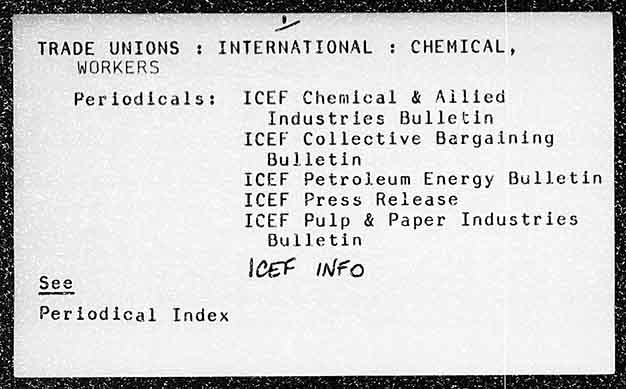 TRADE UNIONS : INTERNATIONAL : CHEMICAL,
WORKERS
Periodicals: ICEF Chemical & Allied
Industries Bulletin
ICEF Collective Bargaining
Bulletin
ICEF Petroleum Energy Bulletin
ICEF Press Release
ICEF Pulp & Paper Industries
Bulletin
ICEF INFO
See
Periodical Index